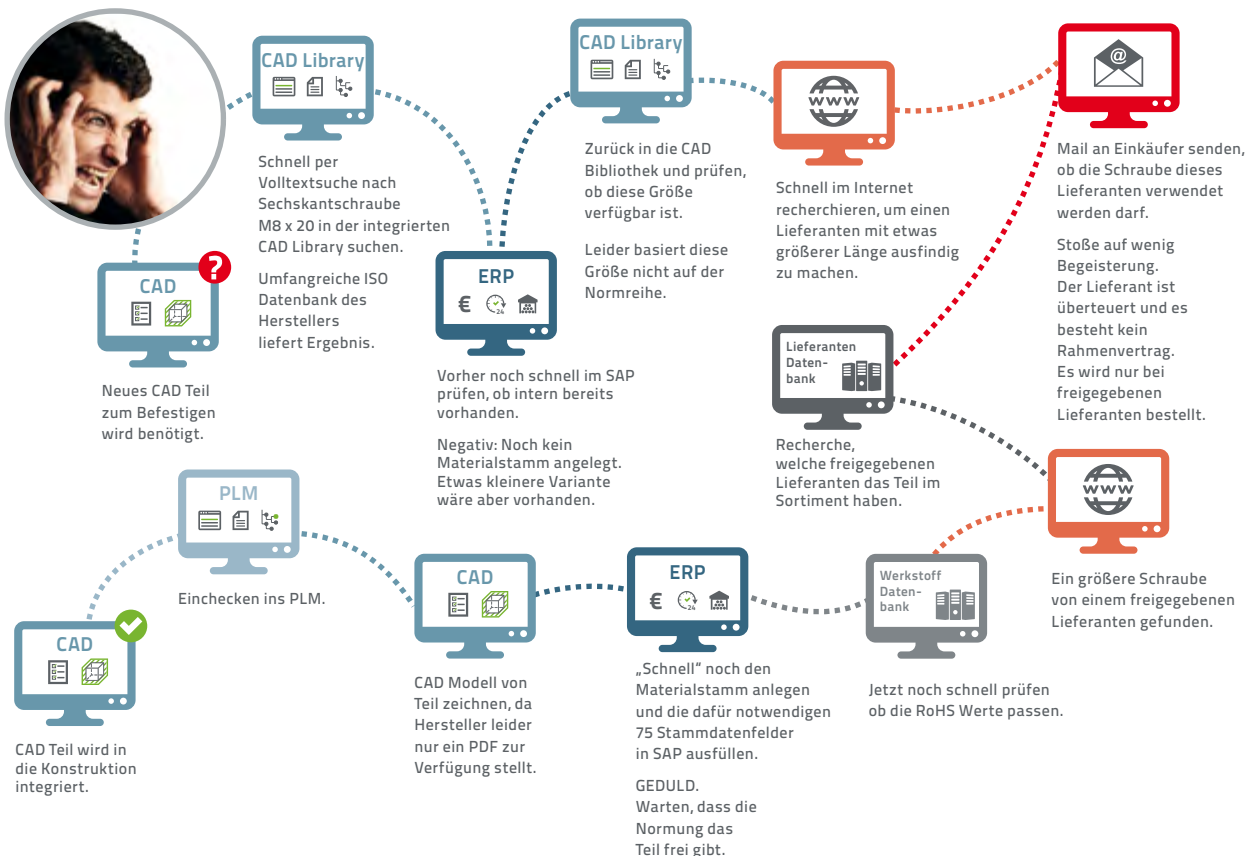 CAD
?
Neues CAD Teil
zum Befestigen
wird benötigt.
CAD Library
Schnell per
Volltextsuche nach
Sechskantschraube
M8 x 20 in der integrierten
CAD Library suchen.
Umfangreiche ISO
Datenbank des
Herstellers
liefert Ergebnis.
ERP
€
24
Vorher noch schnell im SAP
prüfen, ob intern bereits
vorhanden.
Negativ: Noch kein
Materialstamm angelegt.
Etwas kleinere Variante
wäre aber vorhanden.
CAD Library
Zurück in die CAD
Bibliothek und prüfen,
ob diese Größe
verfügbar ist.
Leider basiert diese
Größe nicht auf der
Normreihe.
www
Schnell im Internet
recherchieren, um einen
Lieferanten mit etwas
größerer Länge ausfindig
zu machen.
@
Mail an Einkäufer senden,
ob die Schraube dieses
Lieferanten verwendet
werden darf.
Stoße auf wenig
Begeisterung.
Der Lieferant ist
überteuert und es
besteht kein
Rahmenvertrag.
Es wird nur bei
freigegebenen
Lieferanten bestellt.
Lieferanten
Daten-
bank
Recherche,
welche freigegebenen
Lieferanten das Teil im
Sortiment haben.
www
Ein größere Schraube
von einem freigegebenen
Lieferanten gefunden.
Werkstoff
Daten-
bank
Jetzt noch schnell prüfen
ob die RoHS Werte passen.
ERP
€
24
„Schnell“ noch den
Materialstamm anlegen
und die dafür notwendigen
75 Stammdatenfelder
in SAP ausfüllen.
GEDULD.
Warten, dass die
Normung das
Teil frei gibt.
CAD
CAD Modell von
Teil zeichnen, da
Hersteller leider
nur ein PDF zur
Verfügung stellt.
PLM
Einchecken ins PLM.
CAD
CAD Teil wird in
die Konstruktion
integriert.